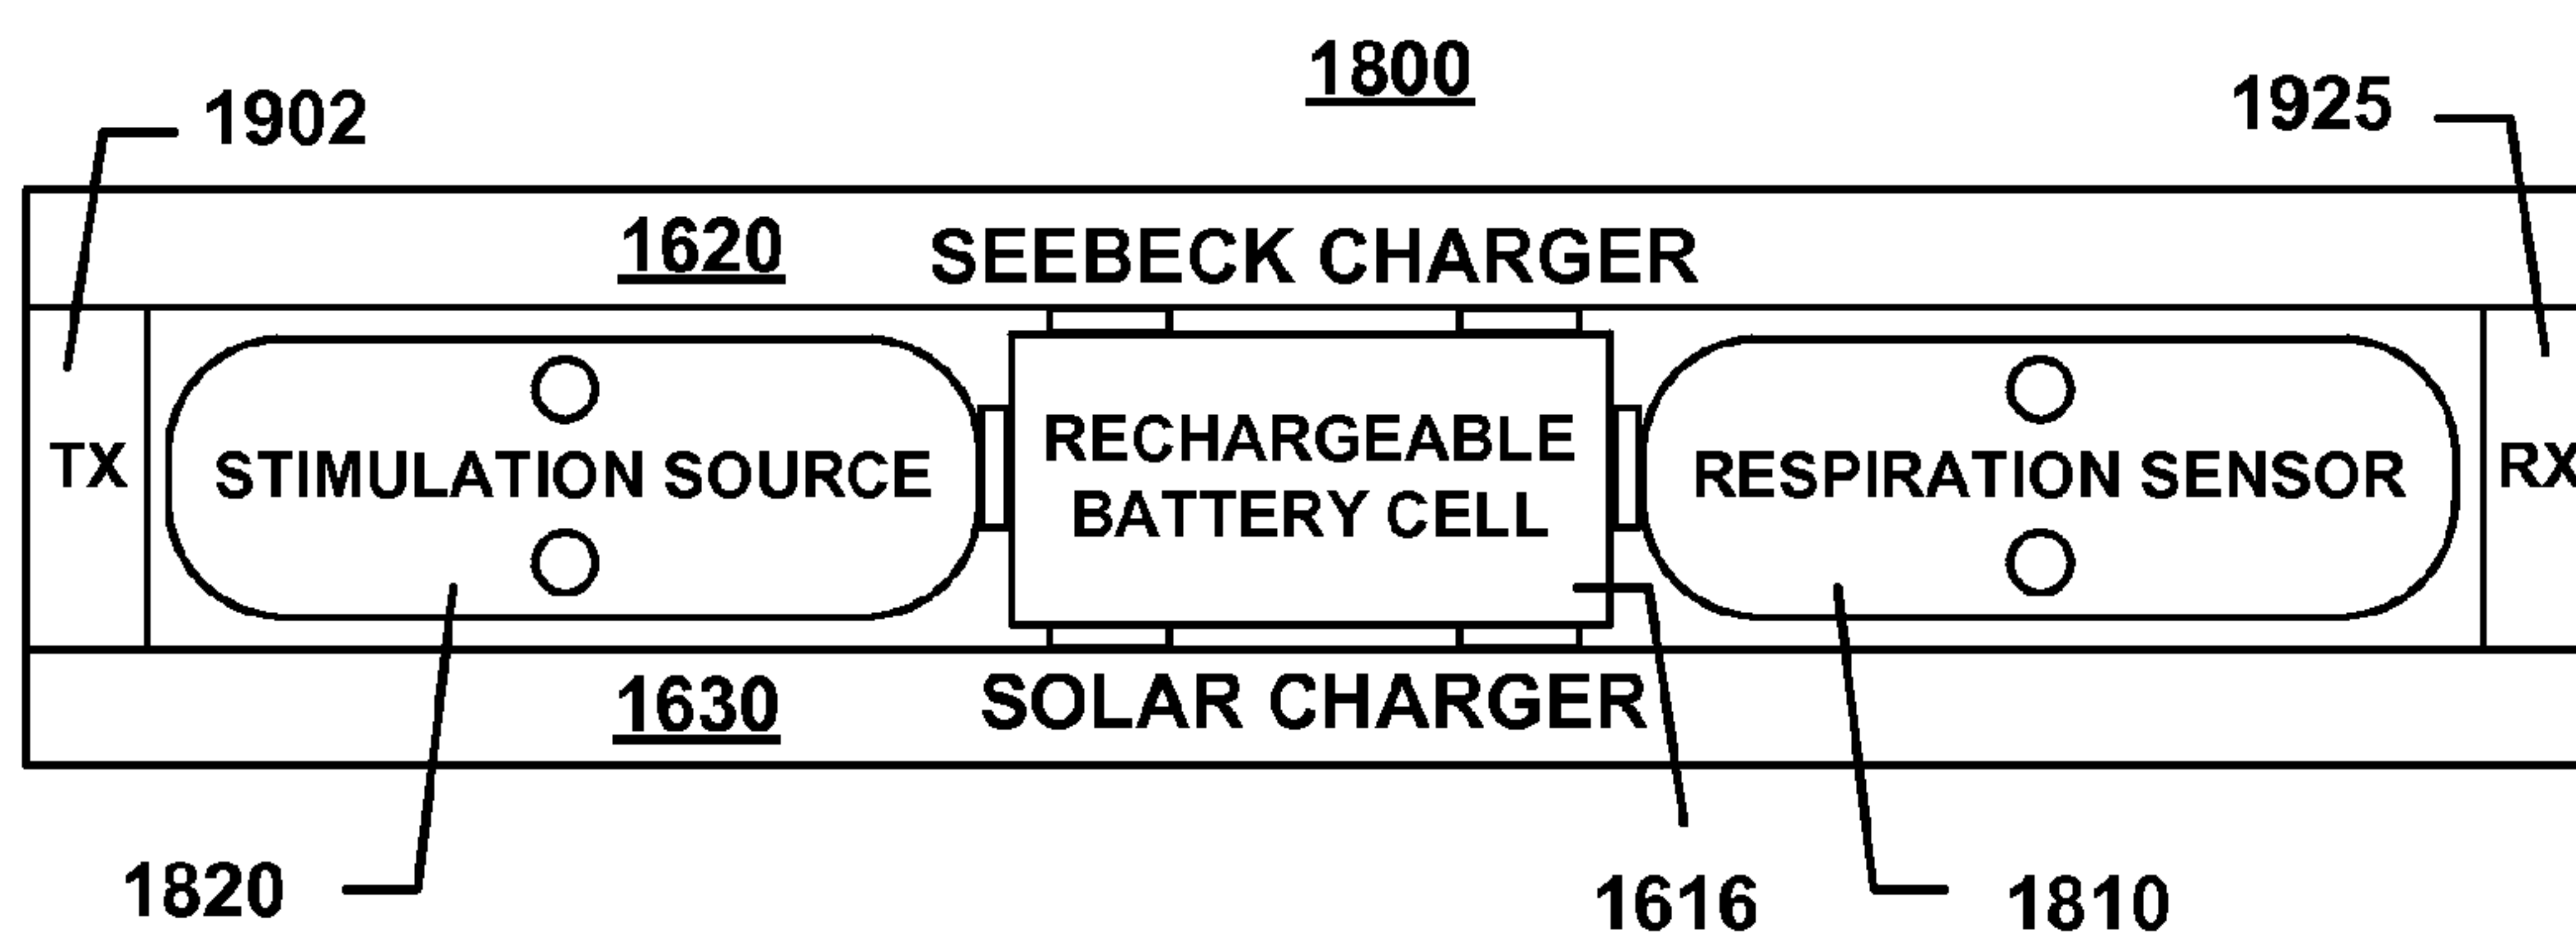 1800
1902
1925
1620
SEEBECK CHARGER
TX
STIMULATION SOURCE
RECHARGEABLE
BATTERY CELL
RESPIRATION SENSOR
RX
1630
SOLAR CHARGER
1820
1616
1810